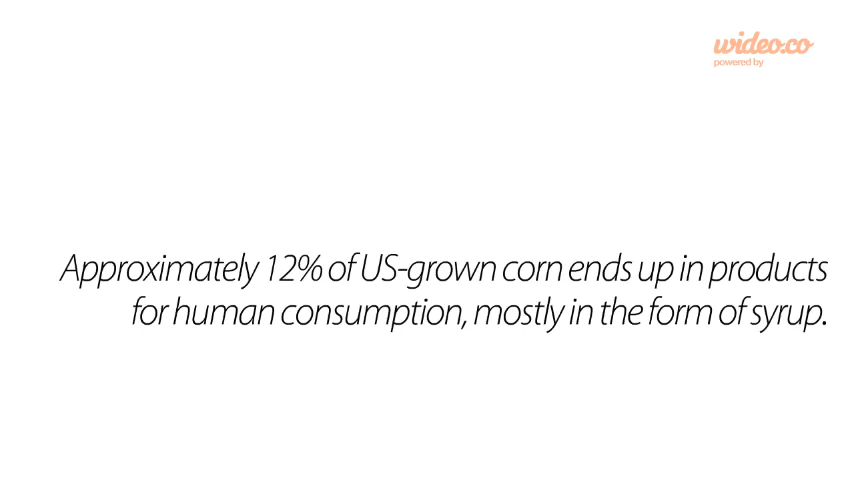 wideo.co
powered by
Approximately 12% of US-grown corn ends up in products
for human consumption, mostly in the form of syrup.